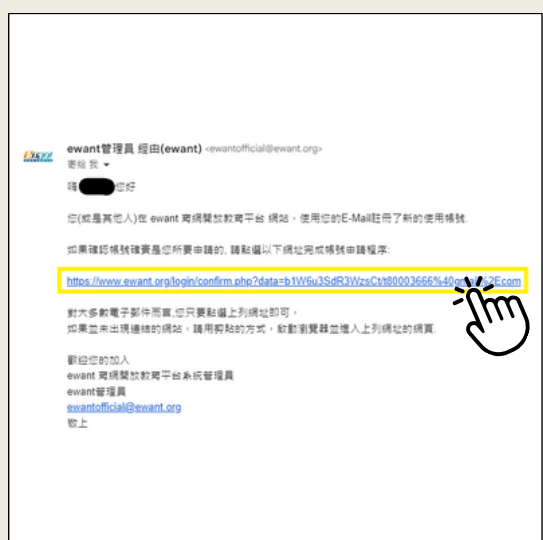 ewant
ewant管理員 經由(ewant) <ewantofficial@ewant.org>
寄給 我
嗨 您好
您(或是其他人)在 ewant 育網開放教育平台 網站，使用您的E-Mail註冊了新的使用帳號.
如果確認帳號確實是您所要申請的, 請點選以下網址完成帳號申請程序:
https://www.ewant.org/login/confirm.php?data=
對大多數電子郵件而言,您只要點選上列網址即可。
如果並未出現連結的網站，請用剪貼的方式，啟動瀏覽器並進入上列網址的網頁.
歡迎您的加入
ewant 育網開放教育平台系統管理員
ewant管理員
ewantofficial@ewant.org
敬上